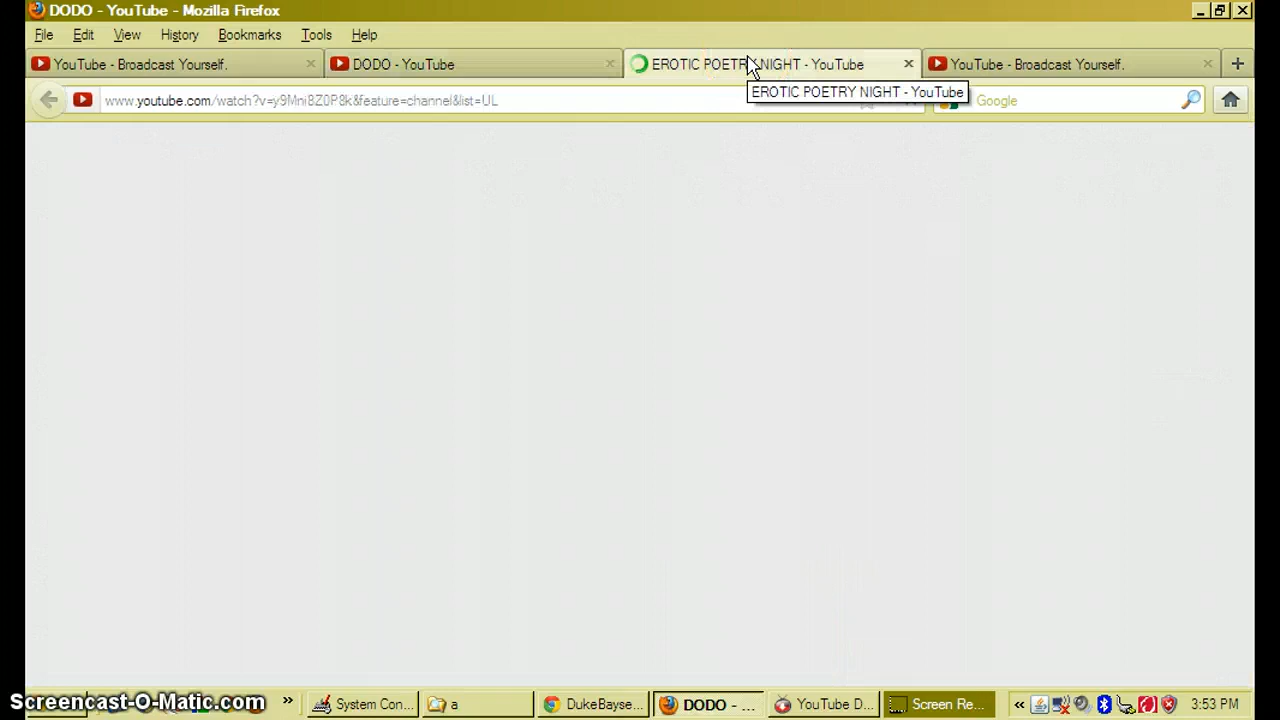 DODO - YouTube - Mozilla Firefox
File Edit View History Bookmarks Tools Help
YouTube - Broadcast Yourself. DODO - YouTube EROTIC POETRY NIGHT - YouTube YouTube - Broadcast Yourself.
www.youtube.com/watch?v=y9Mni8Z0P8k&feature=channel&list=UL Google
EROTIC POETRY NIGHT - YouTube
Screencast-O-Matic.com » System Con... a DukeBayse... DODO - ... YouTube D... Screen Re... « 3:53 PM